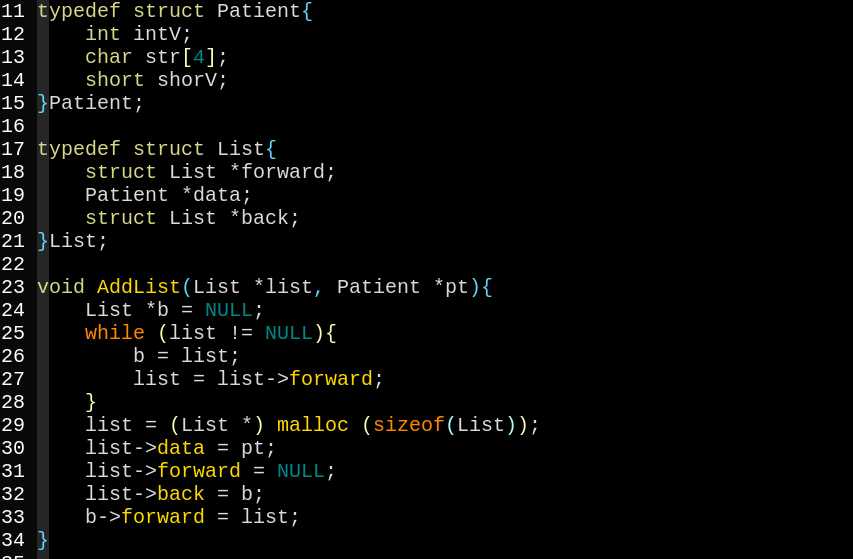 11 typedef struct Patient{
12     int intV;
13     char str[4];
14     short shorV;
15 }Patient;
16
17 typedef struct List{
18     struct List *forward;
19     Patient *data;
20     struct List *back;
21 }List;
22
23 void AddList(List *list, Patient *pt){
24     List *b = NULL;
25     while (list != NULL){
26         b = list;
27         list = list->forward;
28     }
29     list = (List *) malloc (sizeof(List));
30     list->data = pt;
31     list->forward = NULL;
32     list->back = b;
33     b->forward = list;
34 }